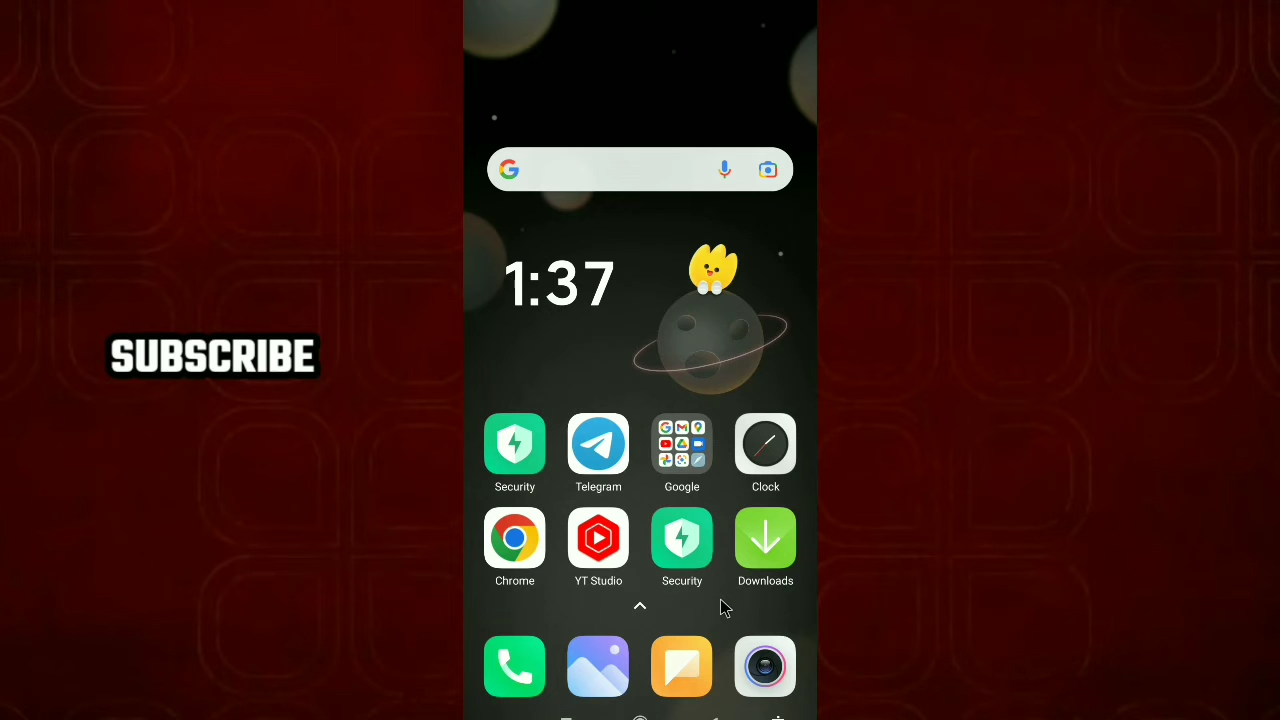 1:37
SUBSCRIBE
Security
Telegram
Google
Clock
Chrome
YT Studio
Security
Downloads